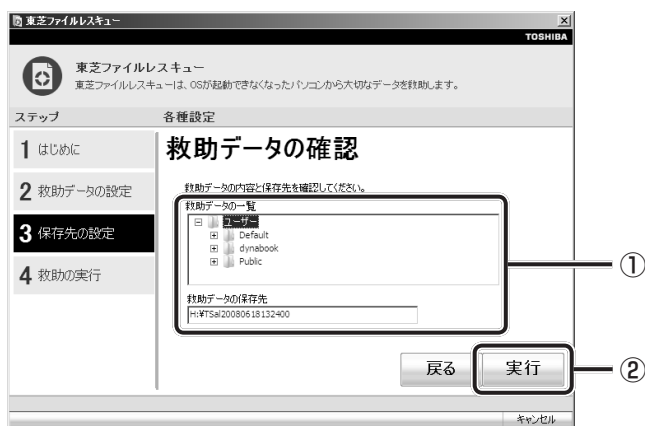 東芝ファイルレスキュー
TOSHIBA
東芝ファイルレスキュー
東芝ファイルレスキューは、OSが起動できなくなったパソコンから大切なデータを救助します。
ステップ
各種設定
1 はじめに
2 救助データの設定
3 保存先の設定
4 救助の実行
救助データの確認
救助データの内容と保存先を確認してください。
救助データの一覧
ユーザー
Default
dynabook
Public
①
救助データの保存先
H:¥TSal20080618132400
戻る
実行
②
キャンセル